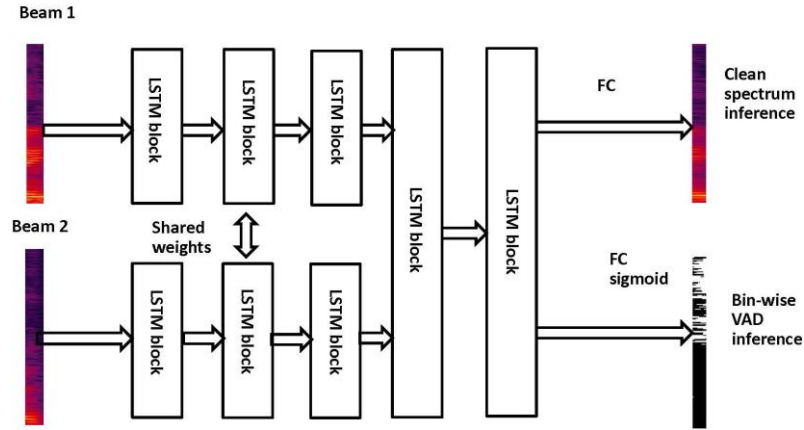 Beam 1
LSTM block
LSTM block
LSTM block
LSTM block
LSTM block
FC
Clean
spectrum
inference
Shared
weights
Beam 2
LSTM block
LSTM block
LSTM block
FC
sigmoid
Bin-wise
VAD
inference